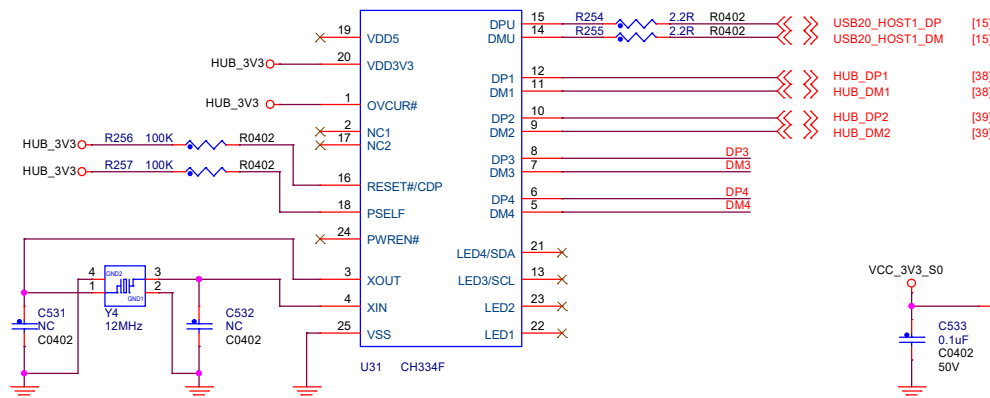 15 R254 2.2R R0402 USB20_HOST1_DP [15]
DPU
14 R255 2.2R R0402 USB20_HOST1_DM [15]
DMU
19 VDD5
HUB_3V3 20 VDD3V3
12 HUB_DP1 [38]
DP1
11 HUB_DM1 [38]
DM1
HUB_3V3 1 OVCUR#
10 HUB_DP2 [39]
DP2
9 HUB_DM2 [39]
DM2
2 NC1
17 NC2
HUB_3V3 R256 100K R0402
HUB_3V3 R257 100K R0402
8 DP3
DP3
7 DM3
DM3
16 RESET#/CDP
6 DP4
DP4
5 DM4
DM4
18 PSELF
24 PWREN#
LED4/SDA 21
3 XOUT
LED3/SCL 13
4 XIN
LED2 23
25 VSS
LED1 22
U31 CH334F
4 GND2 3
1 GND1 2
Y4
12MHz
C531
NC
C0402
C532
NC
C0402
VCC_3V3_S0
C533
0.1uF
C0402
50V